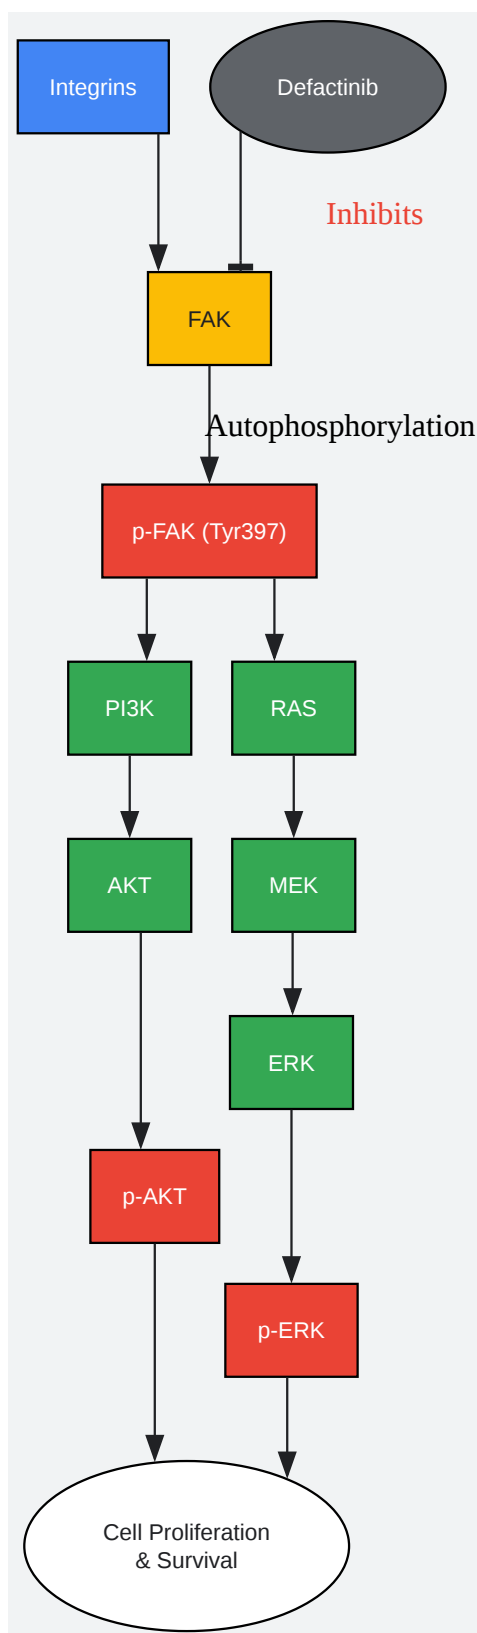 Integrins
Defactinib
Inhibits
FAK
Autophosphorylation
p-FAK (Tyr397)
PI3K
RAS
AKT
MEK
ERK
p-AKT
p-ERK
Cell Proliferation
& Survival